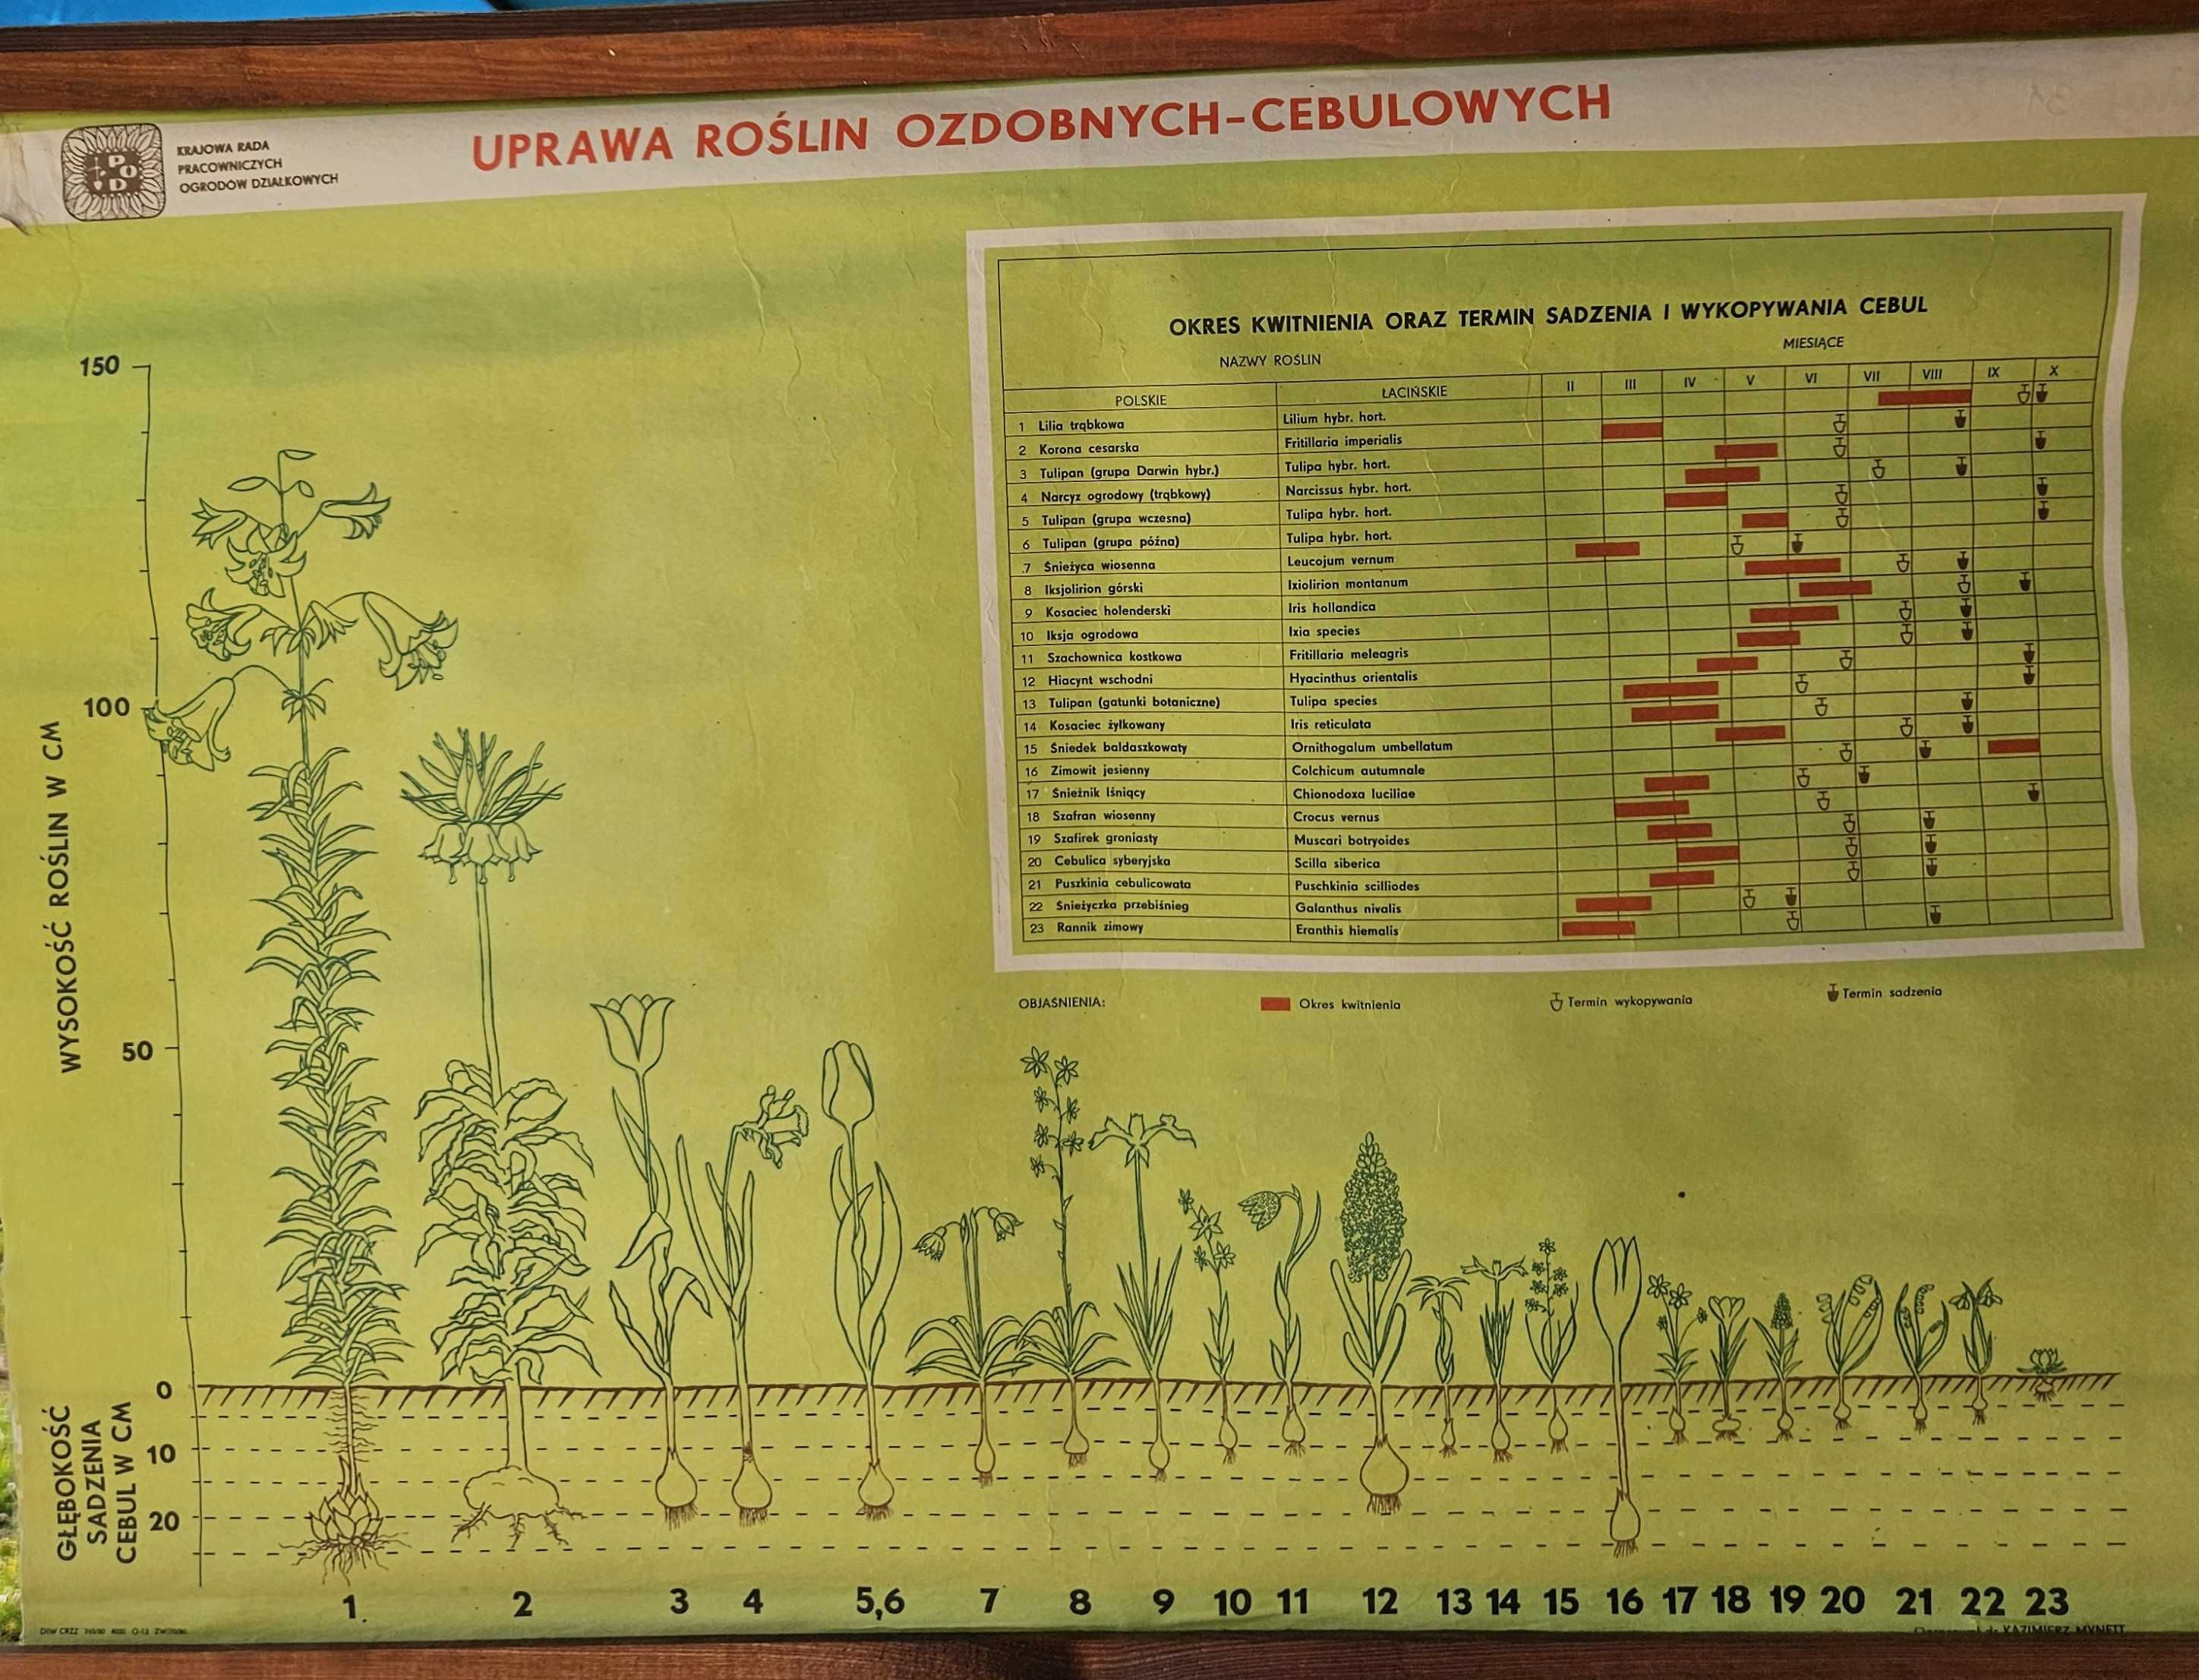 UPRAWA ROŚLIN OZDOBNYCH-CEBULOWYCH
P
O
D
KRAJOWA RADA
PRACOWNICZYCH
OGRODÓW DZIAŁKOWYCH
OKRES KWITNIENIA ORAZ TERMIN SADZENIA I WYKOPYWANIA CEBUL
NAZWY ROŚLIN MIESIĄCE
POLSKIE ŁACIŃSKIE II III IV V VI VII VIII IX X
1 Lilia trąbkowa Lilium hybr. hort.
2 Korona cesarska Fritillaria imperialis
3 Tulipan (grupa Darwin hybr.) Tulipa hybr. hort.
4 Narcyz ogrodowy (trąbkowy) Narcissus hybr. hort.
5 Tulipan (grupa wczesna) Tulipa hybr. hort.
6 Tulipan (grupa późna) Tulipa hybr. hort.
7 Śnieżyca wiosenna Leucojum vernum
8 Iksjolirion górski Ixiolirion montanum
9 Kosaciec holenderski Iris hollandica
10 Iksja ogrodowa Ixia species
11 Szachownica kostkowa Fritillaria meleagris
12 Hiacynt wschodni Hyacinthus orientalis
13 Tulipan (gatunki botaniczne) Tulipa species
14 Kosaciec żyłkowany Iris reticulata
15 Śniedek baldaszkowaty Ornithogalum umbellatum
16 Zimowit jesienny Colchicum autumnale
17 Śnieżnik lśniący Chionodoxa luciliae
18 Szafran wiosenny Crocus vernus
19 Szafirek groniasty Muscari botryoides
20 Cebulica syberyjska Scilla siberica
21 Puszkinia cebulicowata Puschkinia scilliodes
22 Śnieżyczka przebiśnieg Galanthus nivalis
23 Rannik zimowy Eranthis hiemalis
OBJAŚNIENIA: Okres kwitnienia Termin wykopywania Termin sadzenia
WYSOKOŚĆ ROŚLIN W CM
150
100
50
0
GŁĘBOKOŚĆ
SADZENIA
CEBUL W CM
10
20
1. 2 3 4 5,6 7 8 9 10 11 12 13 14 15 16 17 18 19 20 21 22 23
DIW CRZZ
dr KAZIMIERZ MYNETT